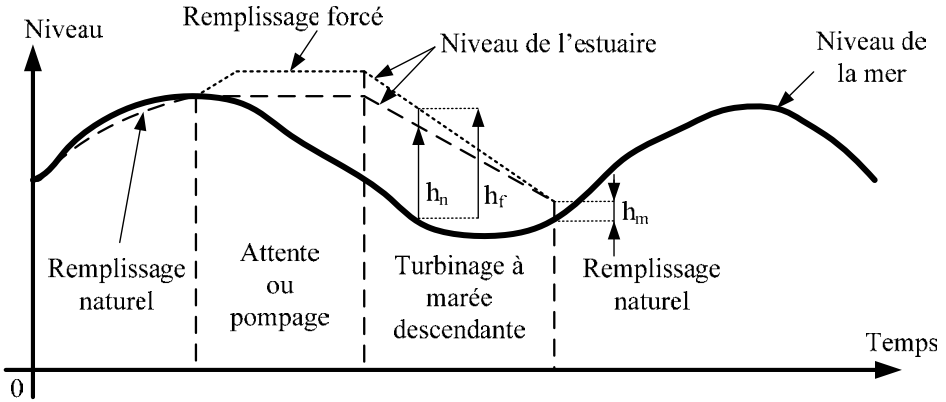 Niveau
Remplissage forcé
Niveau de l'estuaire
Niveau de
la mer
hn
hf
hm
Remplissage
naturel
Attente
ou
pompage
Turbinage à
marée
descendante
Remplissage
naturel
Temps
0